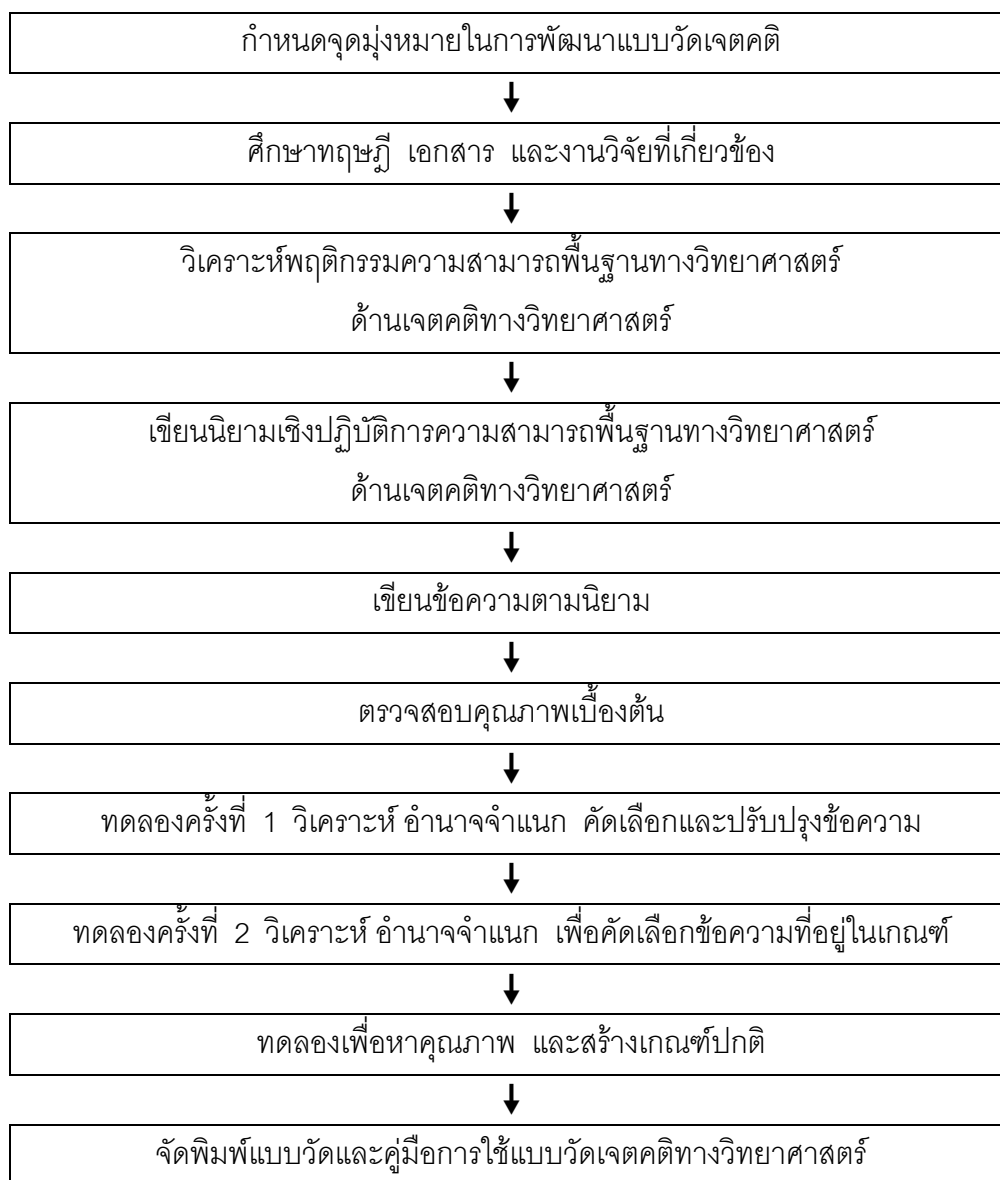 กำหนดจุดมุ่งหมายในการพัฒนาแบบวัดเจตคติ
ศึกษาทฤษฎี เอกสาร และงานวิจัยที่เกี่ยวข้อง
วิเคราะห์พฤติกรรมความสามารถพื้นฐานทางวิทยาศาสตร์
ด้านเจตคติทางวิทยาศาสตร์
เขียนนิยามเชิงปฏิบัติการความสามารถพื้นฐานทางวิทยาศาสตร์
ด้านเจตคติทางวิทยาศาสตร์
เขียนข้อความตามนิยาม
ตรวจสอบคุณภาพเบื้องต้น
ทดลองครั้งที่ 1 วิเคราะห์ อำนาจจำแนก คัดเลือกและปรับปรุงข้อความ
ทดลองครั้งที่ 2 วิเคราะห์ อำนาจจำแนก เพื่อคัดเลือกข้อความที่อยู่ในเกณฑ์
ทดลองเพื่อหาคุณภาพ และสร้างเกณฑ์ปกติ
จัดพิมพ์แบบวัดและคู่มือการใช้แบบวัดเจตคติทางวิทยาศาสตร์